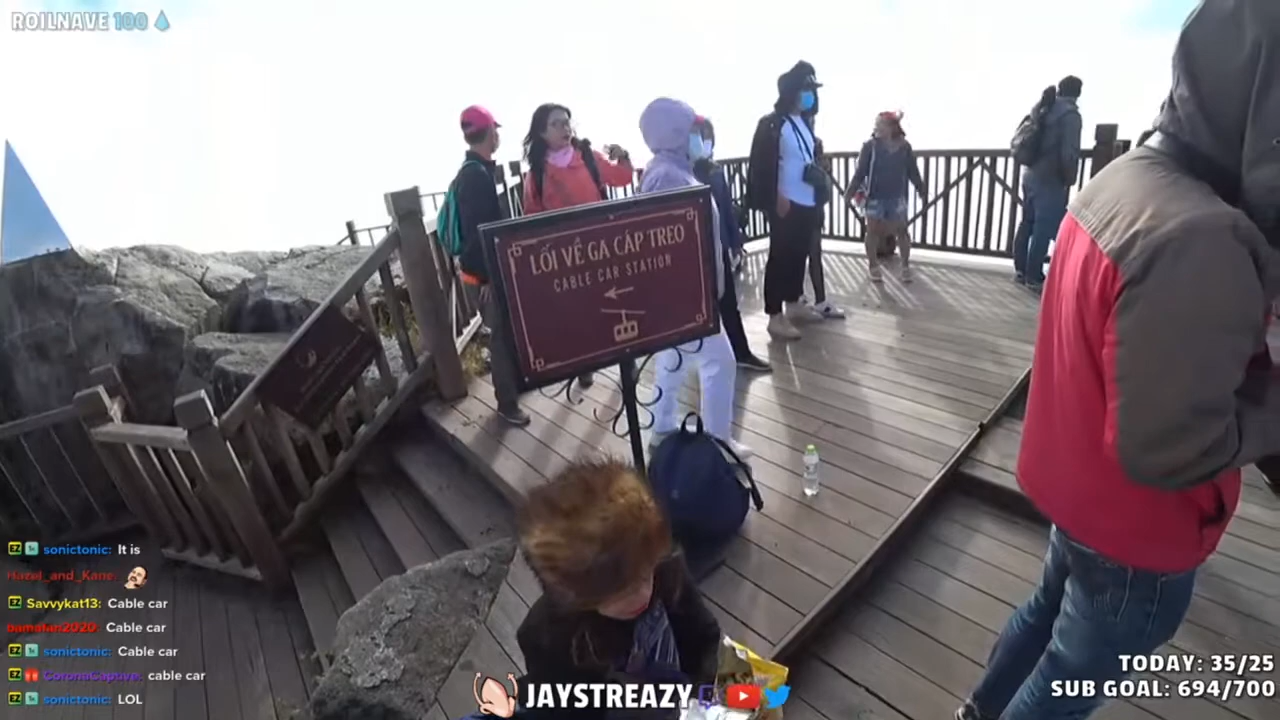 ROILNAVE 100
LỐI VỀ GA CÁP TREO
CABLE CAR STATION
sonictonic: It is
Hazel_and_Kane:
Savvykat13: Cable car
bamafan2020: Cable car
sonictonic: Cable car
CoronaCaptive: cable car
sonictonic: LOL
JAYSTREAZY
TODAY: 35/25
SUB GOAL: 694/700